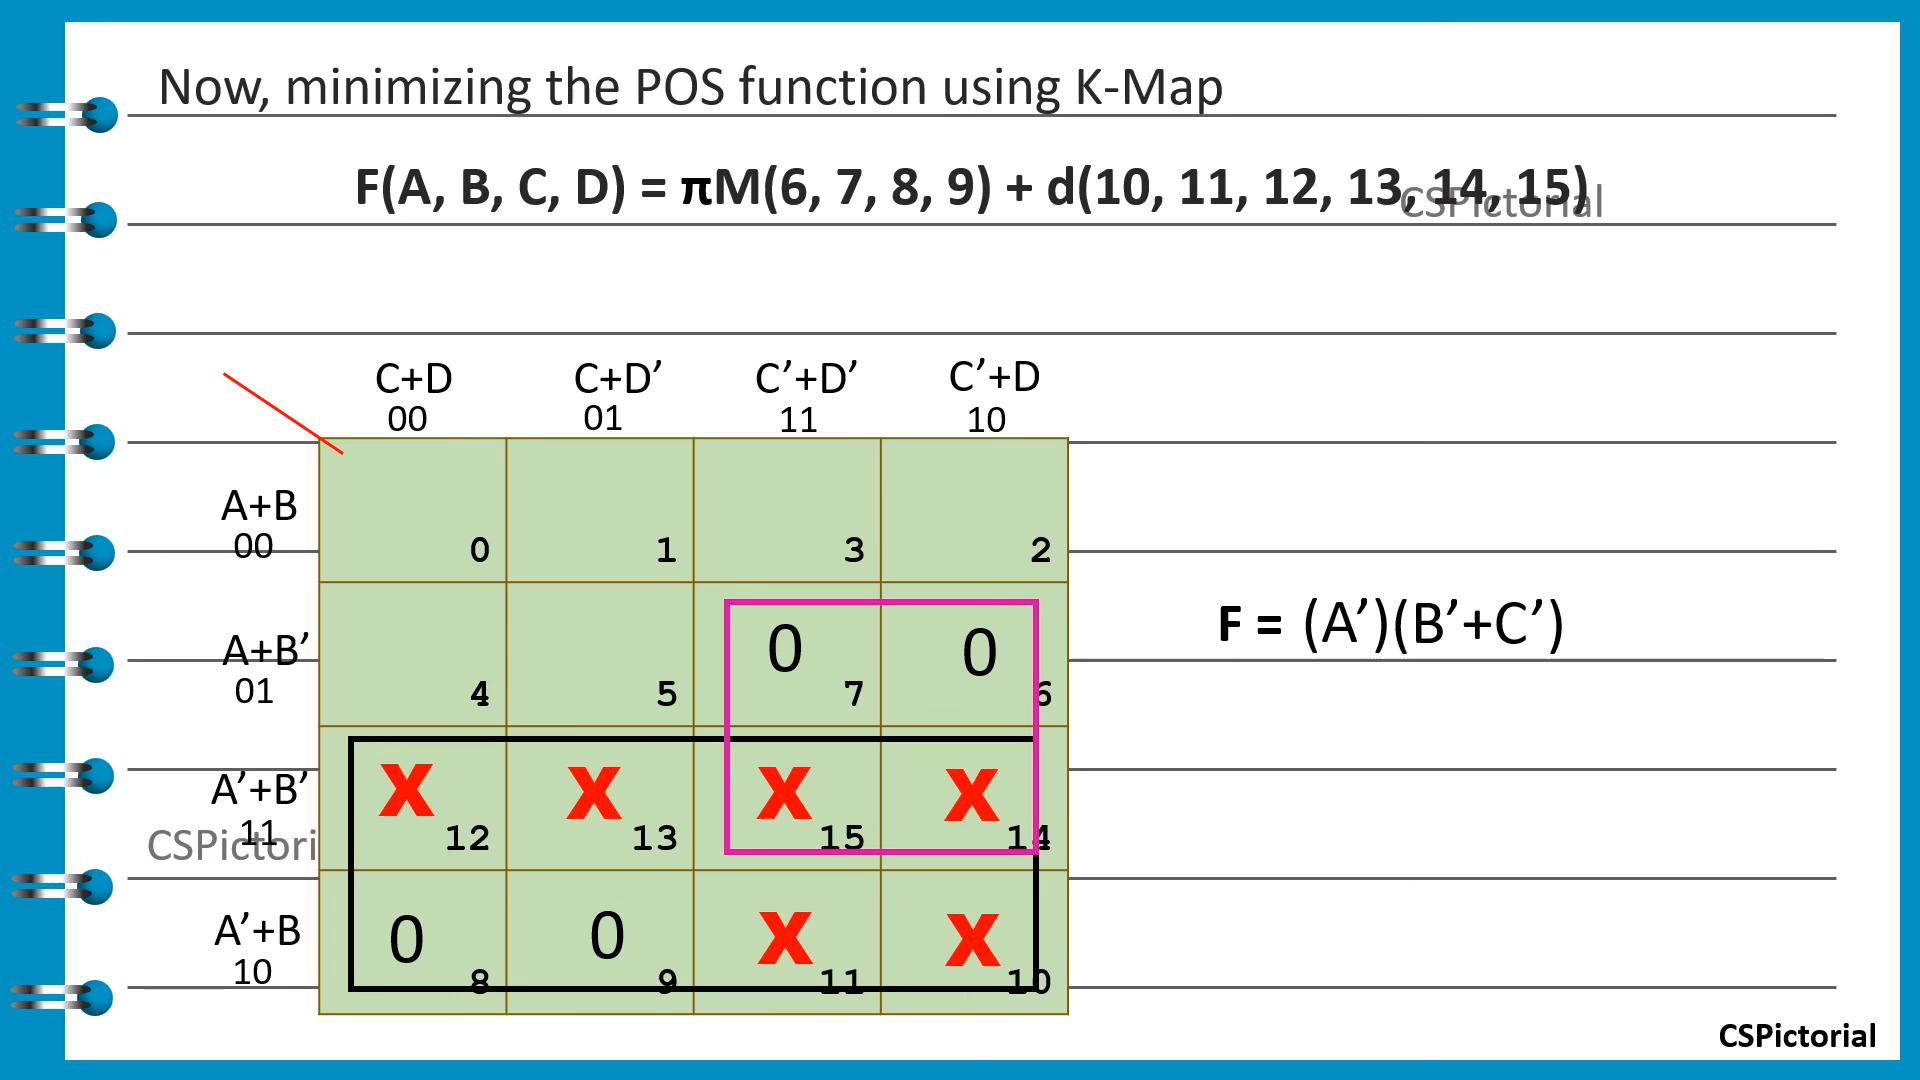 Now, minimizing the POS function using K-Map
F(A, B, C, D) = πM(6, 7, 8, 9) + d(10, 11, 12, 13, 14, 15)
CSPictorial
C+D C+D’ C’+D’ C’+D
00 01 11 10
A+B
00
0 1 3 2
A+B’
01
0 0
4 5 7 6
F = (A’)(B’+C’)
A’+B’
11
X X X X
12 13 15 14
CSPictori
A’+B
10
0 0 X X
8 9 11 10
CSPictorial